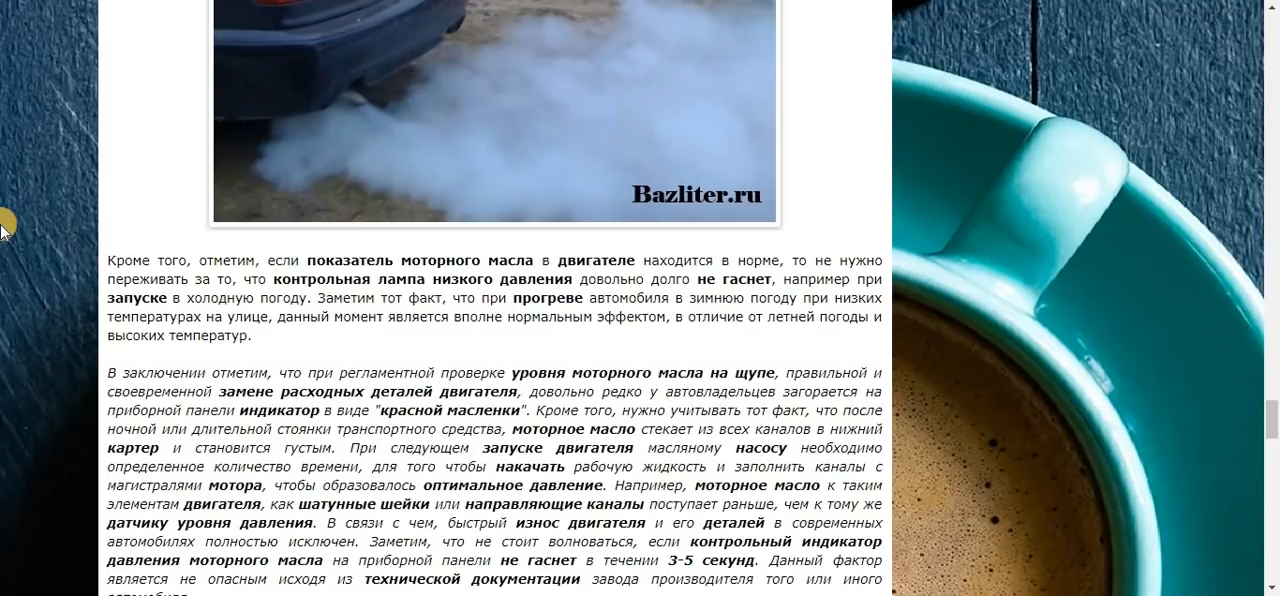 Bazliter.ru
Кроме того, отметим, если показатель моторного масла в двигателе находится в норме, то не нужно
переживать за то, что контрольная лампа низкого давления довольно долго не гаснет, например при
запуске в холодную погоду. Заметим тот факт, что при прогреве автомобиля в зимнюю погоду при низких
температурах на улице, данный момент является вполне нормальным эффектом, в отличие от летней погоды и
высоких температур.
В заключении отметим, что при регламентной проверке уровня моторного масла на щупе, правильной и
своевременной замене расходных деталей двигателя, довольно редко у автовладельцев загорается на
приборной панели индикатор в виде "красной масленки". Кроме того, нужно учитывать тот факт, что после
ночной или длительной стоянки транспортного средства, моторное масло стекает из всех каналов в нижний
картер и становится густым. При следующем запуске двигателя масляному насосу необходимо
определенное количество времени, для того чтобы накачать рабочую жидкость и заполнить каналы с
магистралями мотора, чтобы образовалось оптимальное давление. Например, моторное масло к таким
элементам двигателя, как шатунные шейки или направляющие каналы поступает раньше, чем к тому же
датчику уровня давления. В связи с чем, быстрый износ двигателя и его деталей в современных
автомобилях полностью исключен. Заметим, что не стоит волноваться, если контрольный индикатор
давления моторного масла на приборной панели не гаснет в течении 3-5 секунд. Данный фактор
является не опасным исходя из технической документации завода производителя того или иного